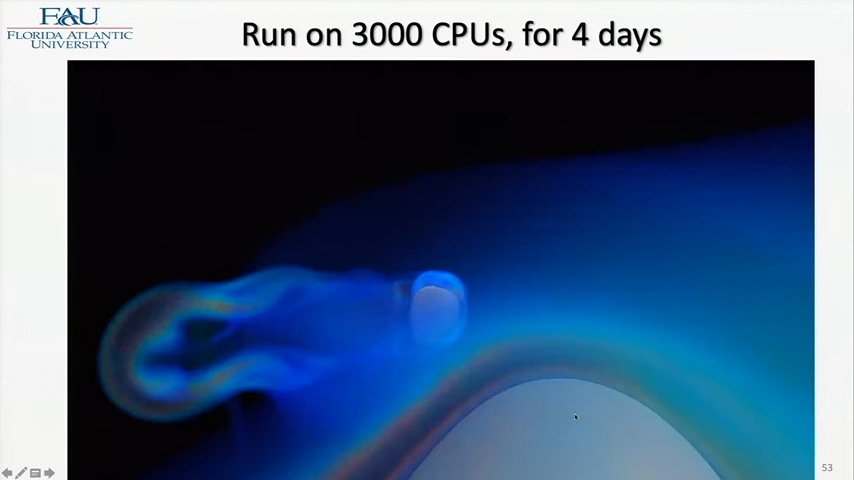 FAU
FLORIDA ATLANTIC
UNIVERSITY
Run on 3000 CPUs, for 4 days
53